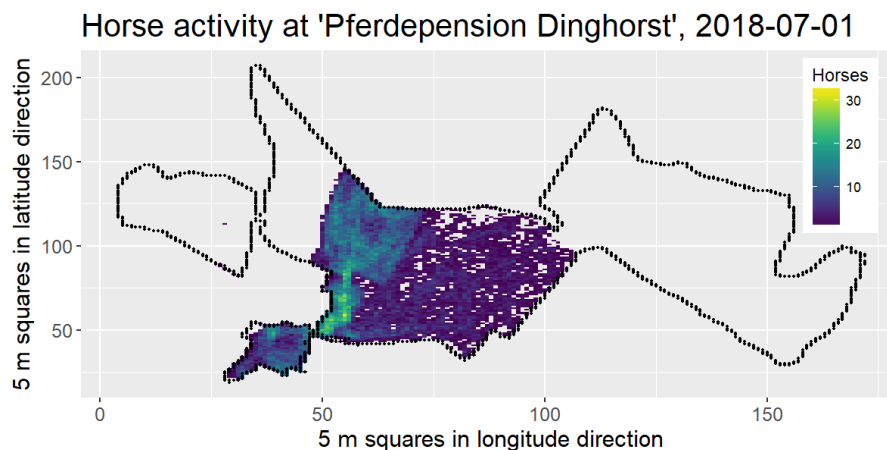 Horse activity at 'Pferdepension Dinghorst', 2018-07-01
200
150
100
50
5 m squares in latitude direction
Horses
30
20
10
0
50
100
150
5 m squares in longitude direction